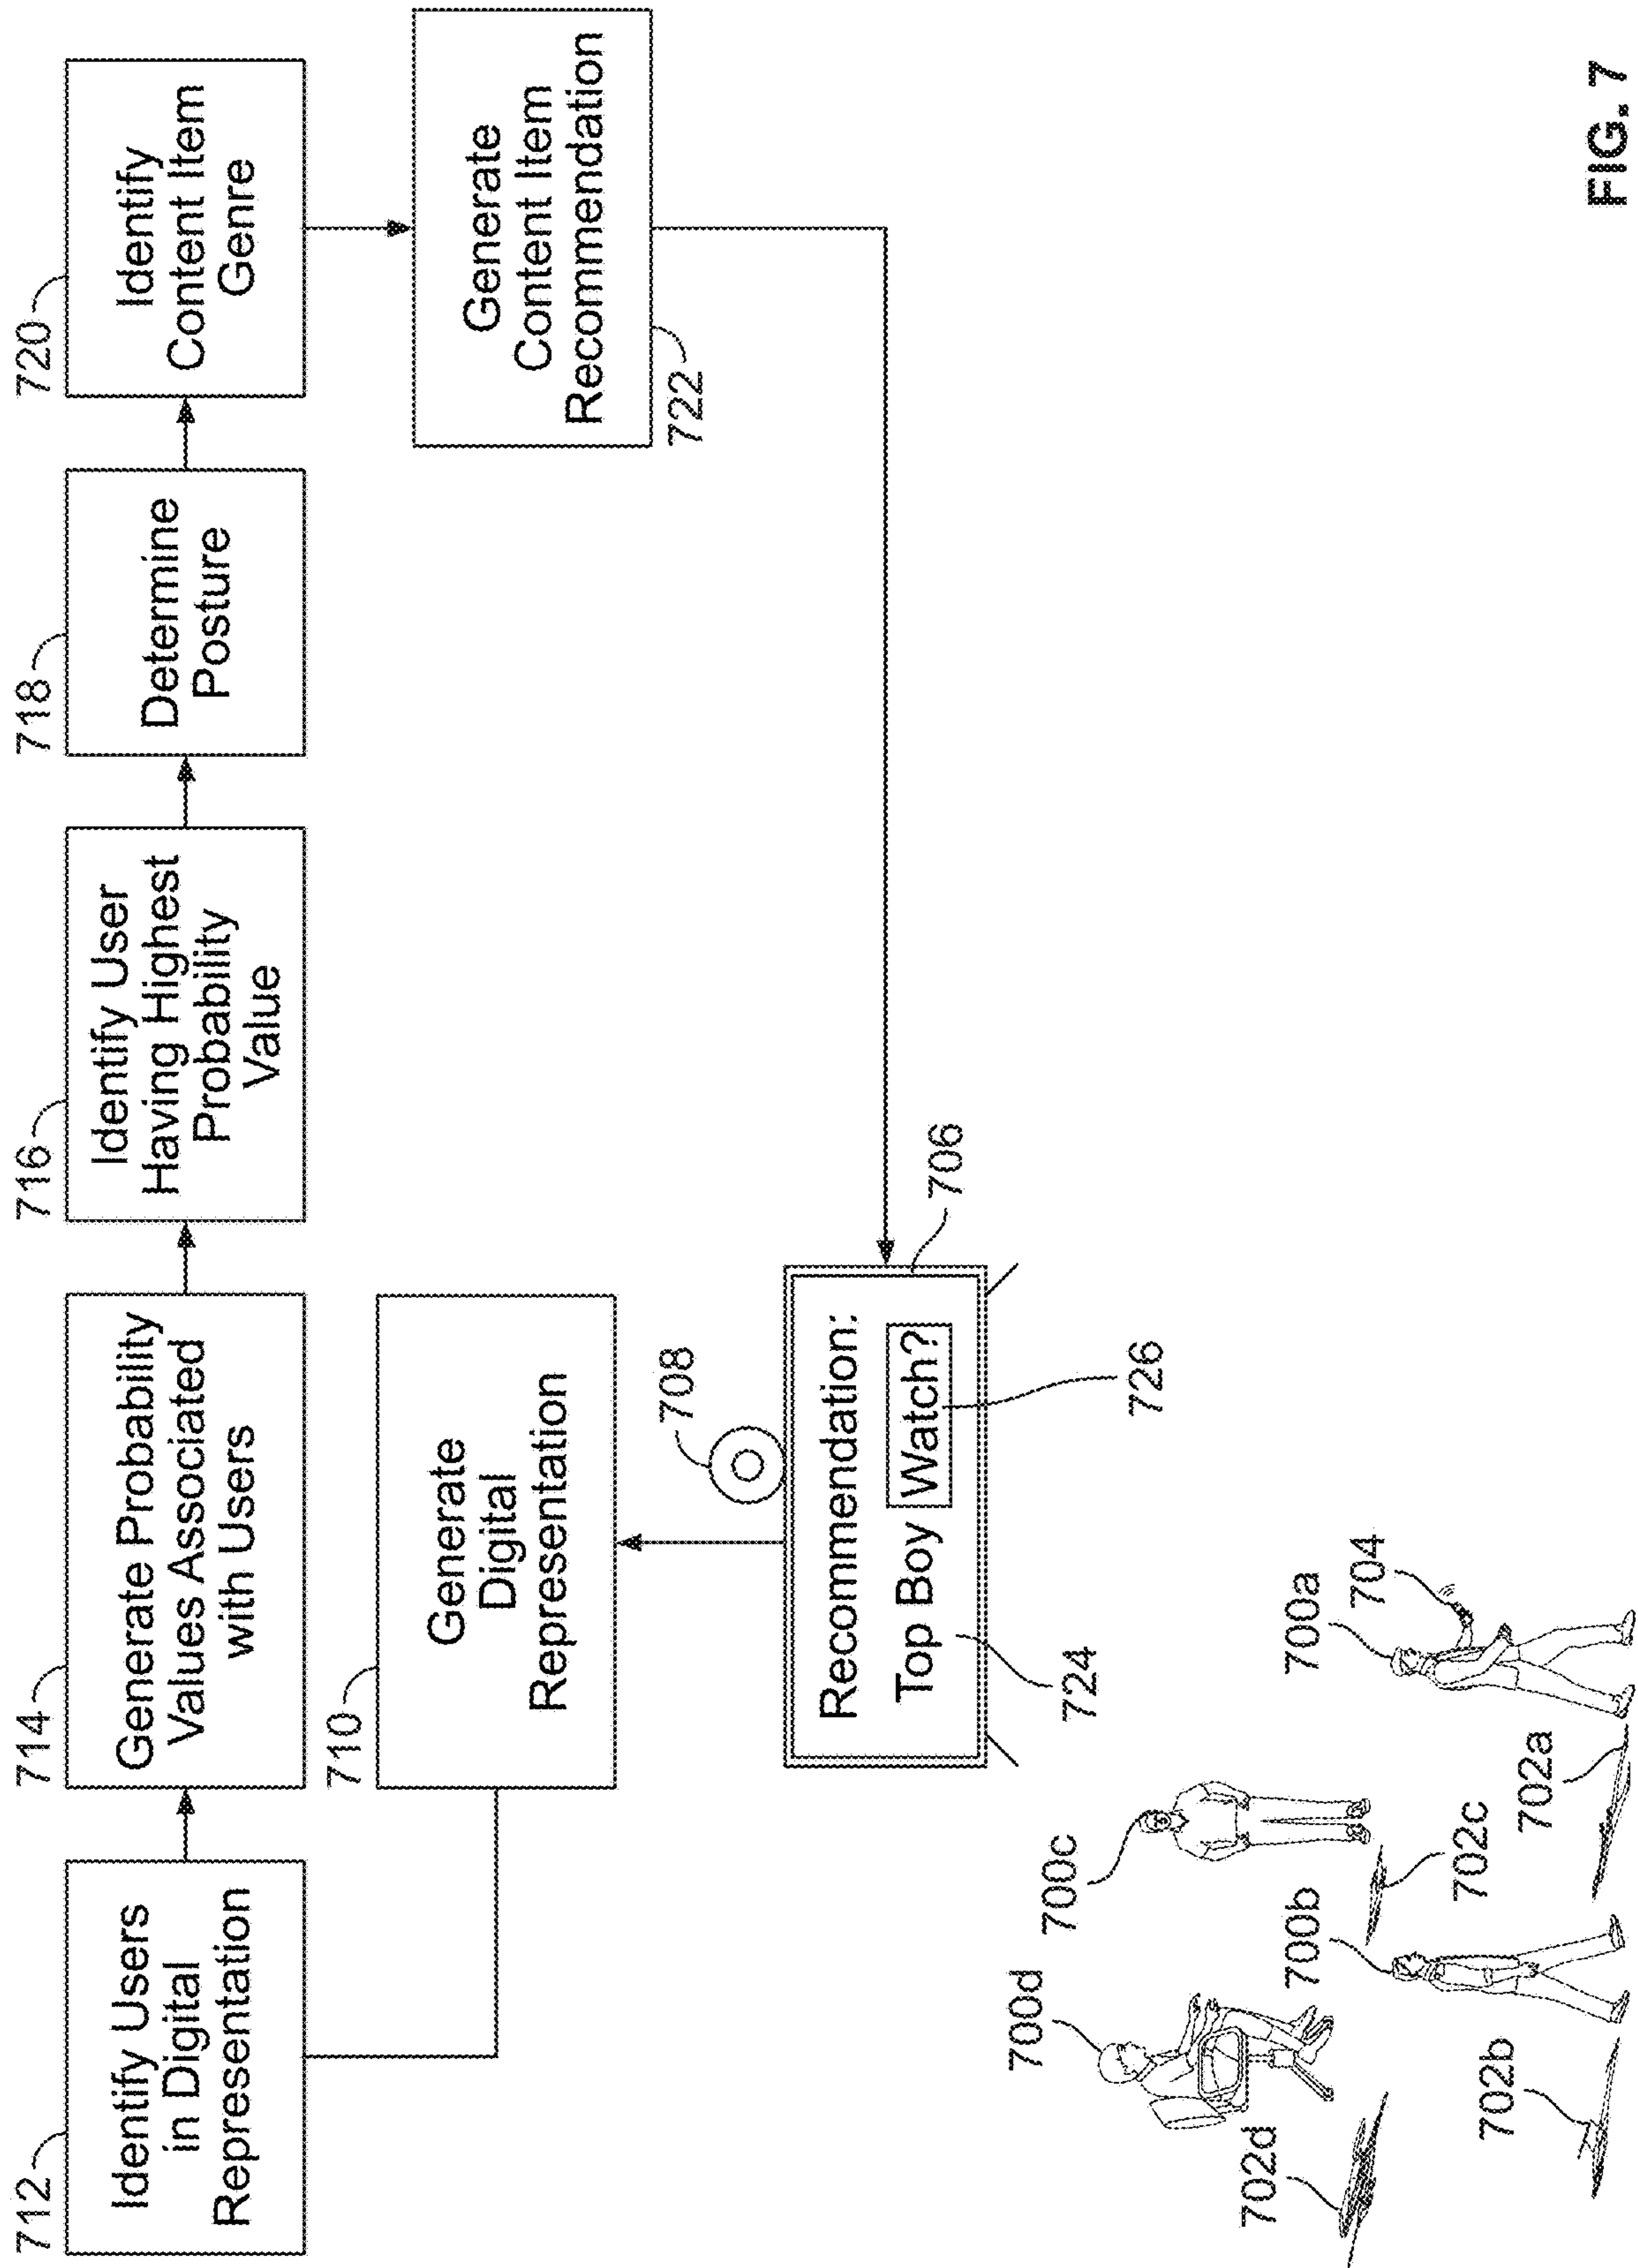 712
Identify Users
in Digital
Representation
714
Generate Probability
Values Associated
with Users
716
Identify User
Having Highest
Probability
Value
718
Determine
Posture
720
Identify
Content Item
Genre
710
Generate
Digital
Representation
722
Generate
Content Item
Recommendation
708
706
Recommendation:
Top Boy
Watch?
724
726
700d
700c
700b
700a
704
702d
702c
702b
702a
FIG. 7